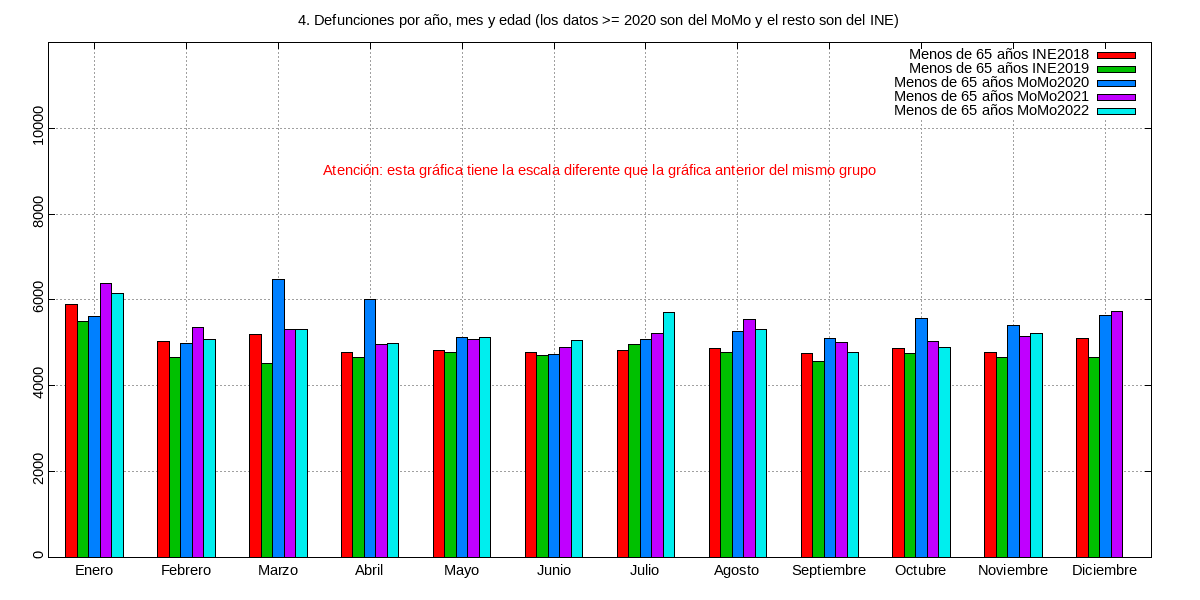 4. Defunciones por año, mes y edad (los datos >= 2020 son del MoMo y el resto son del INE)
Menos de 65 años INE2018
Menos de 65 años INE2019
Menos de 65 años MoMo2020
Menos de 65 años MoMo2021
Menos de 65 años MoMo2022
Atención: esta gráfica tiene la escala diferente que la gráfica anterior del mismo grupo
10000
8000
6000
4000
2000
0
Enero Febrero Marzo Abril Mayo Junio Julio Agosto Septiembre Octubre Noviembre Diciembre